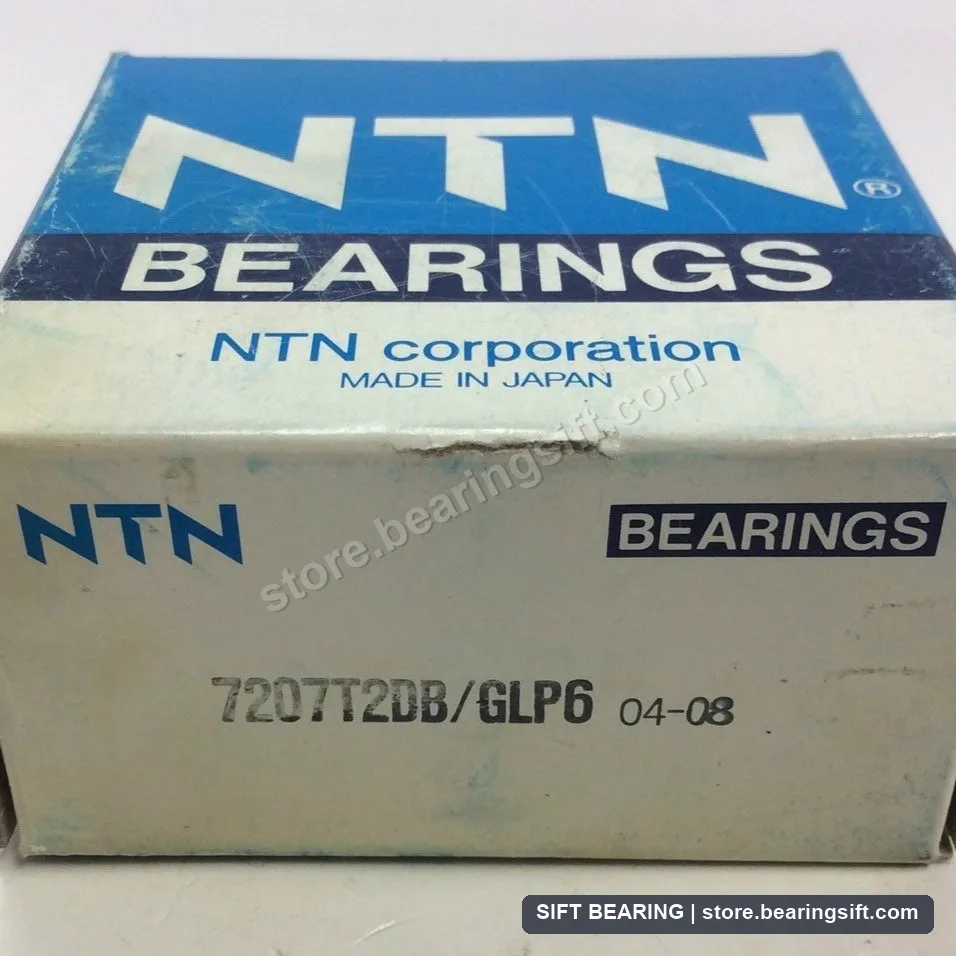 NTN®
BEARINGS
NTN corporation
MADE IN JAPAN
store.bearingsift.com
NTN BEARINGS
7207T2DB/GLP6 04-08
SIFT BEARING | store.bearingsift.com